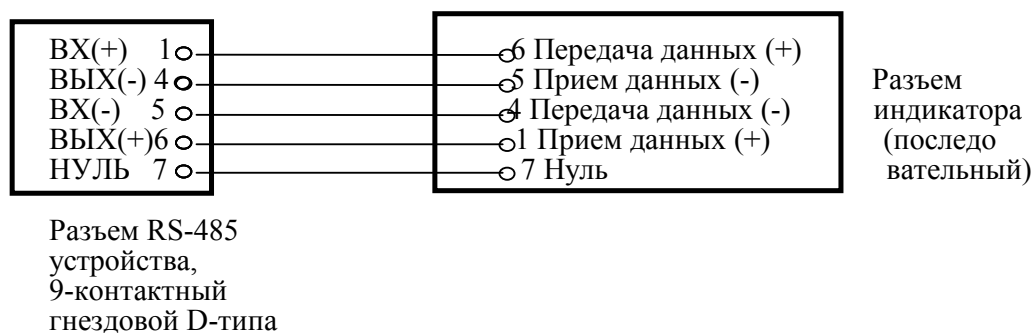 ВХ(+) 1
ВЫХ(-) 4
ВХ(-) 5
ВЫХ(+)6
НУЛЬ 7
6 Передача данных (+)
5 Прием данных (-)
4 Передача данных (-)
1 Прием данных (+)
7 Нуль
Разъем
индикатора
(последо
вательный)
Разъем RS-485
устройства,
9-контактный
гнездовой D-типа